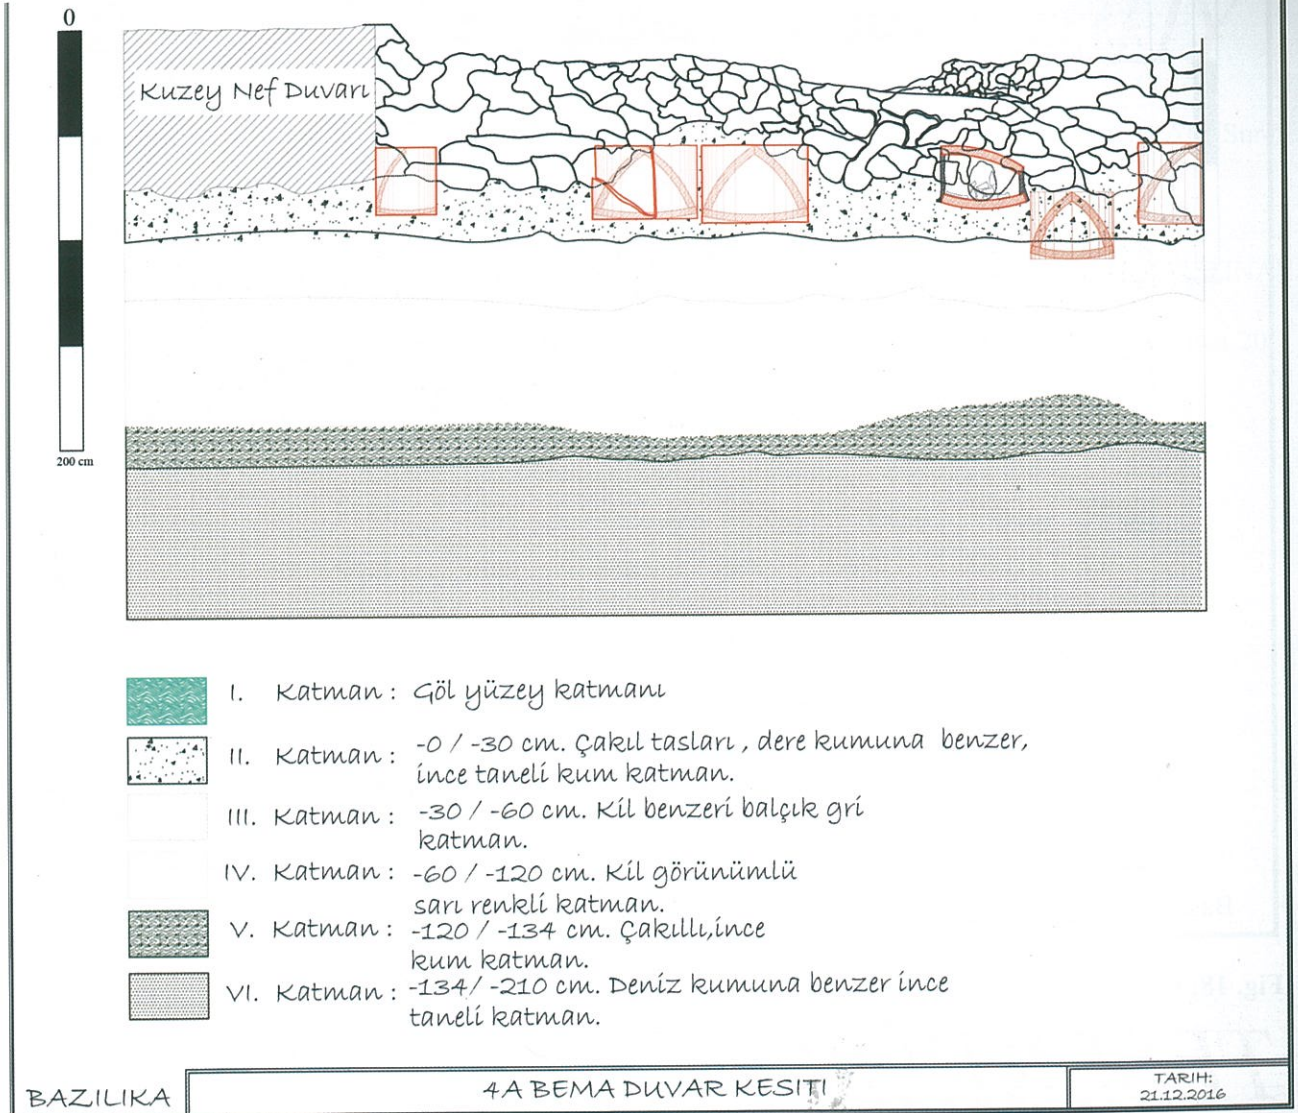 0
Kuzey Nef Duvarı
200 cm
I. Katman : Göl yüzey katmanı
II. Katman : -0 / -30 cm. Çakıl tasları , dere kumuna benzer,
ince taneli kum katman.
III. Katman : -30 / -60 cm. Kil benzeri balçık gri
katman.
IV. Katman : -60 / -120 cm. Kil görünümlü
sarı renkli katman.
V. Katman : -120 / -134 cm. Çakıllı,ince
kum katman.
VI. Katman : -134/ -210 cm. Deniz kumuna benzer ince
taneli katman.
Fig. 18
BAZILIKA
4A BEMA DUVAR KESITI
TARIH:
21.12.2016